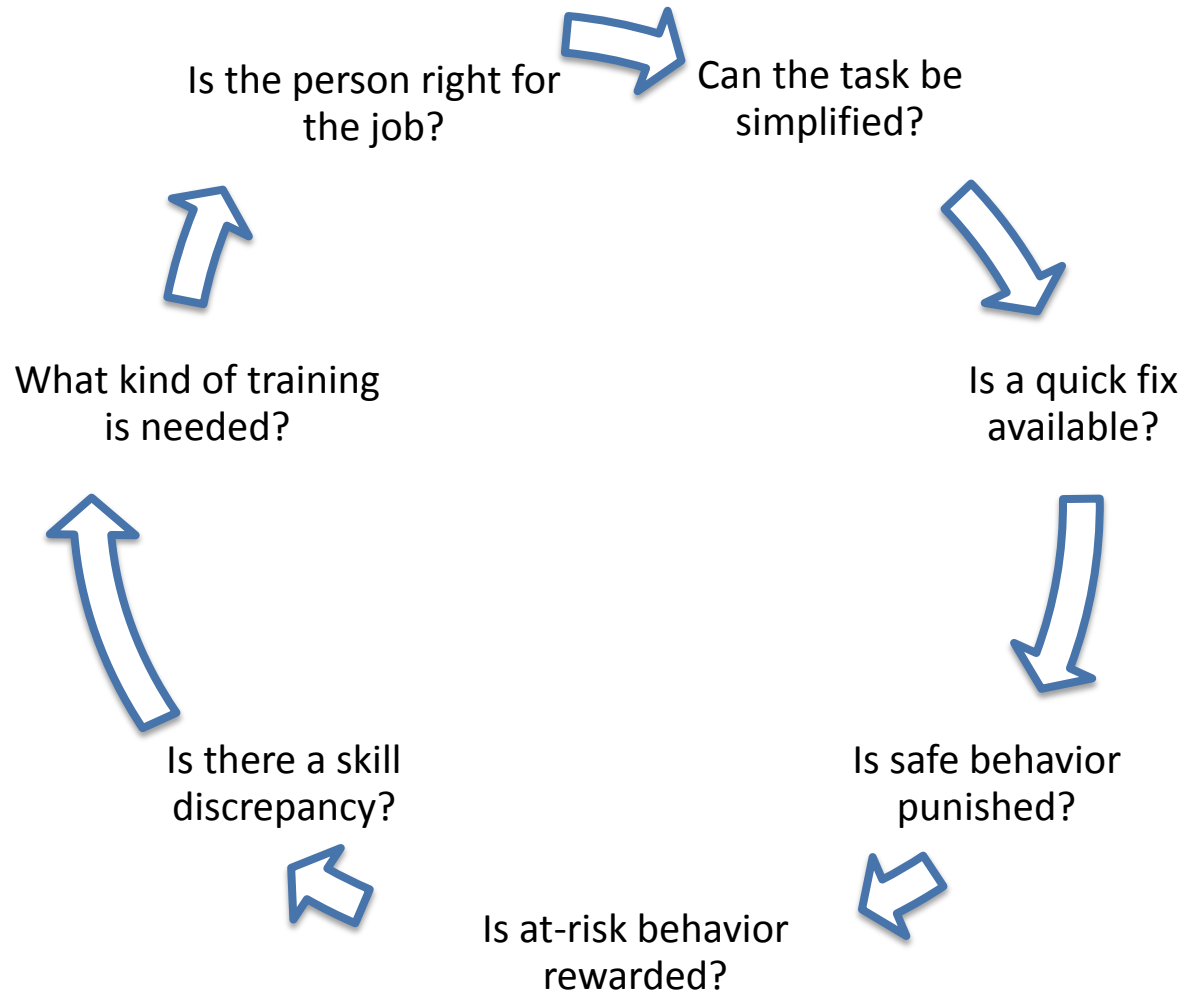 Is the person right for
the job?
Can the task be
simplified?
Is a quick fix
available?
Is safe behavior
punished?
Is at-risk behavior
rewarded?
Is there a skill
discrepancy?
What kind of training
is needed?